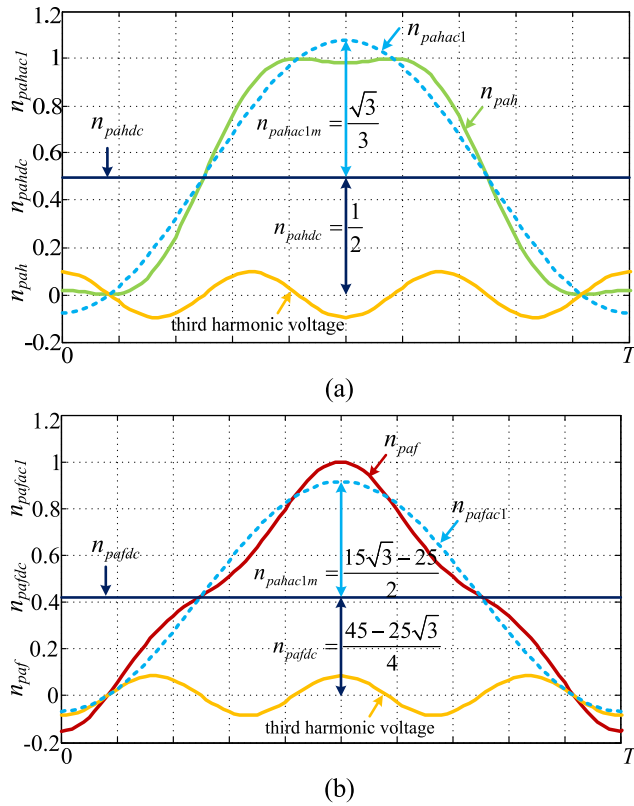 1.2
1
0.8
0.6
0.4
0.2
0
-0.2
n_pahac1
n_pahdc
n_pah
n_pahdc
n_pahac1
n_pah
n_pahac1m = √3/3
n_pahdc = 1/2
third harmonic voltage
0
T
(a)
1.2
1
0.8
0.6
0.4
0.2
0
-0.2
n_pafac1
n_pafdc
n_paf
n_pafdc
n_paf
n_pafac1
n_pahac1m = 15√3−25/2
n_pafdc = 45−25√3/4
third harmonic voltage
0
T
(b)